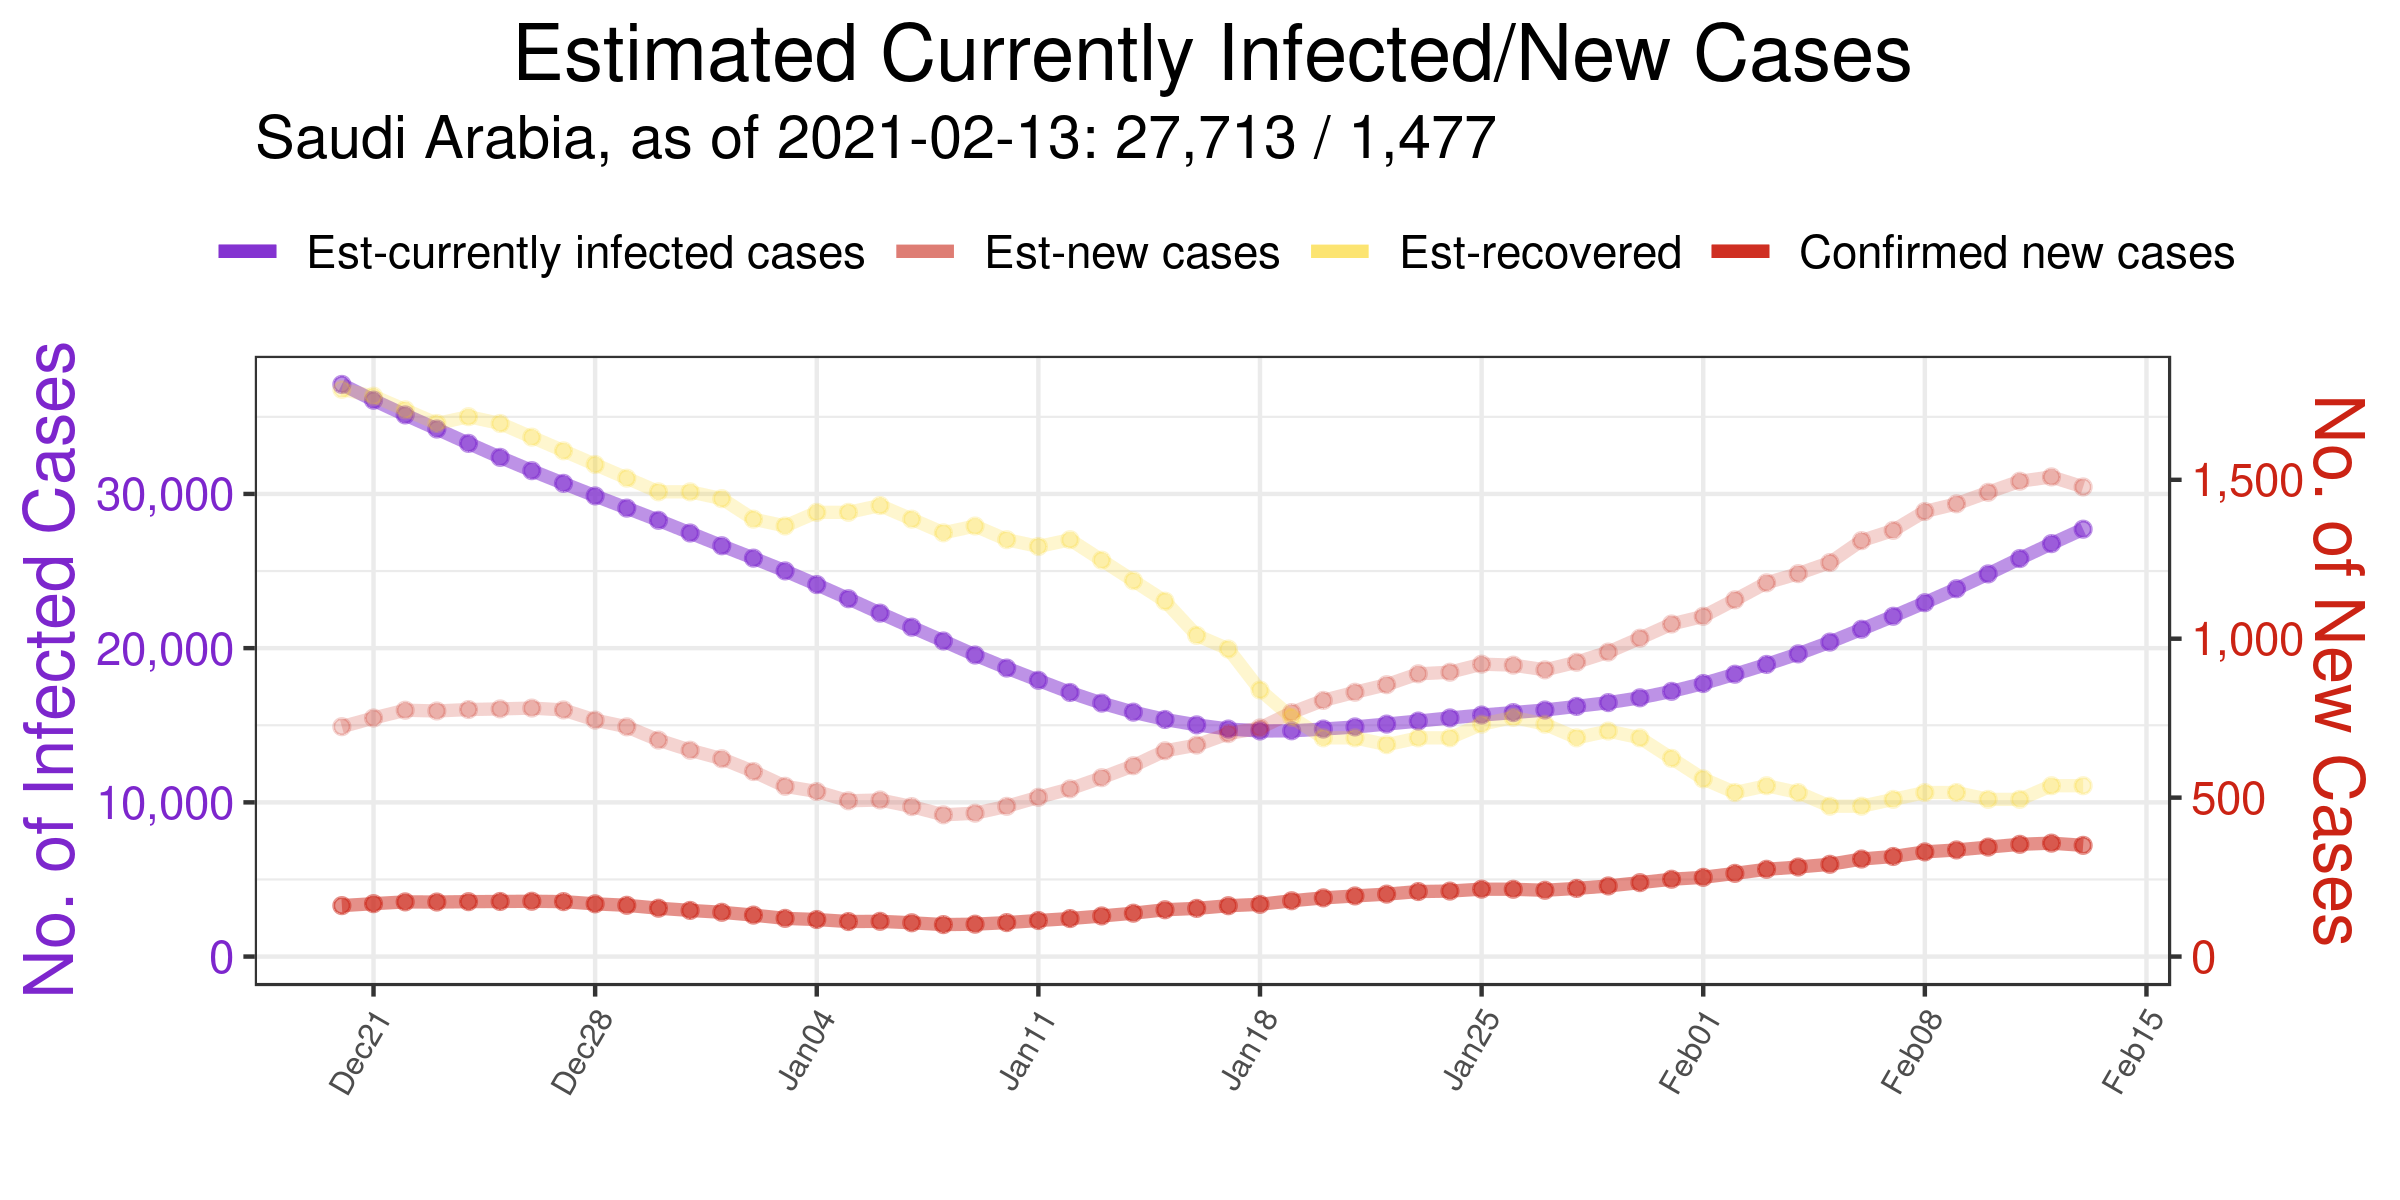 Estimated Currently Infected/New Cases
Saudi Arabia, as of 2021-02-13: 27,713 / 1,477
Est-currently infected cases Est-new cases Est-recovered Confirmed new cases
No. of Infected Cases
30,000
20,000
10,000
0
1,500
1,000
500
0
No. of New Cases
Dec21 Dec28 Jan04 Jan11 Jan18 Jan25 Feb01 Feb08 Feb15